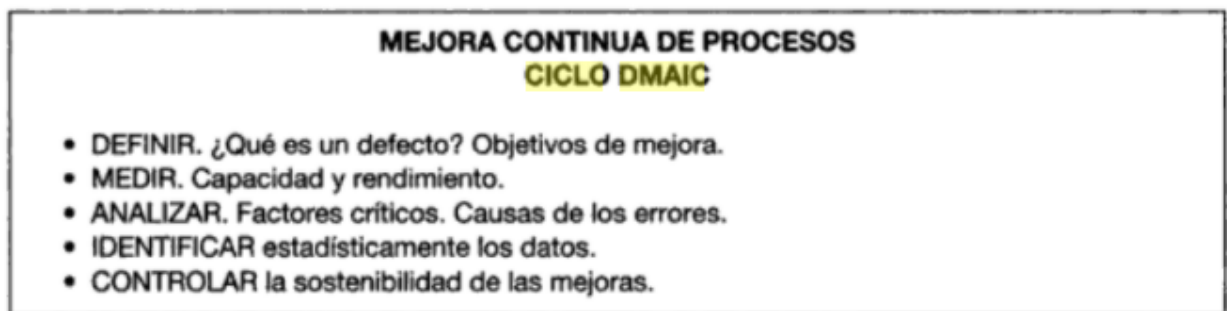 MEJORA CONTINUA DE PROCESOS
CICLO DMAIC
• DEFINIR. ¿Qué es un defecto? Objetivos de mejora.
• MEDIR. Capacidad y rendimiento.
• ANALIZAR. Factores críticos. Causas de los errores.
• IDENTIFICAR estadísticamente los datos.
• CONTROLAR la sostenibilidad de las mejoras.